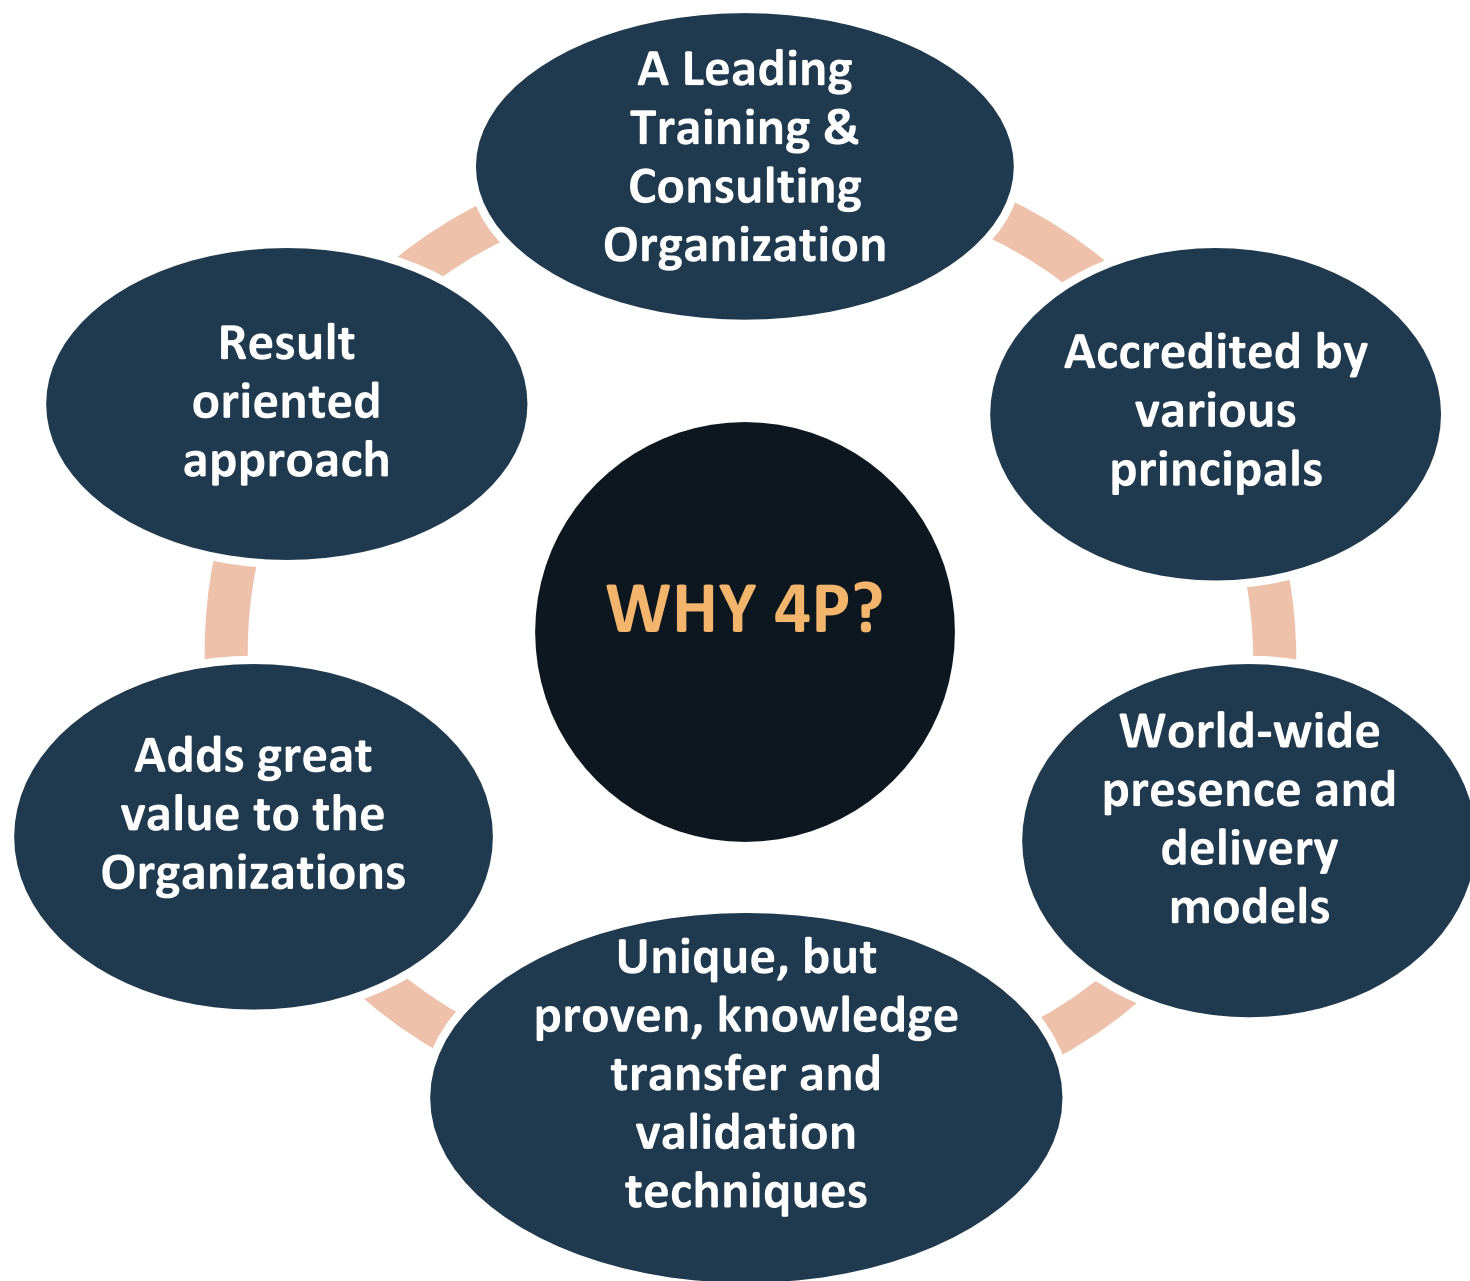 A Leading
Training &
Consulting
Organization
Accredited by
various
principals
World-wide
presence and
delivery
models
Unique, but
proven, knowledge
transfer and
validation
techniques
Adds great
value to the
Organizations
Result
oriented
approach
WHY 4P?